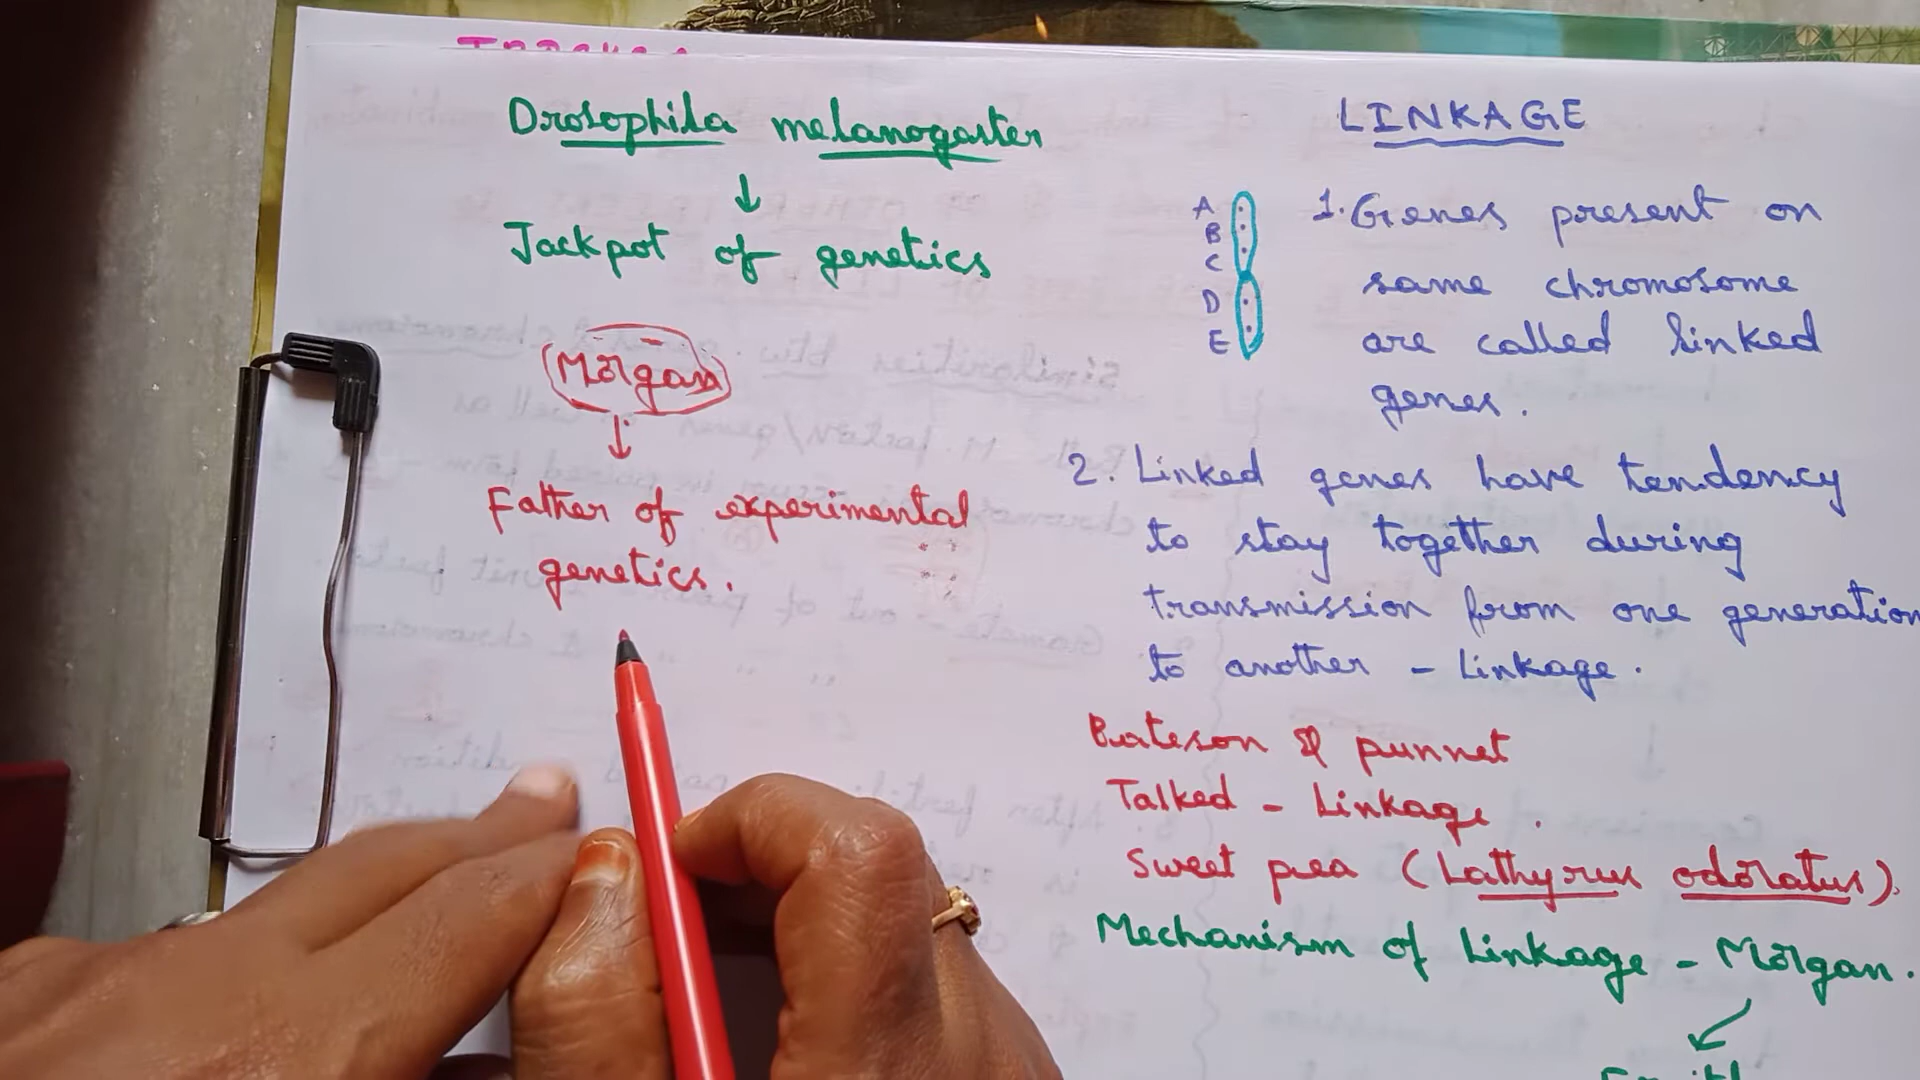 Drosophila melanogaster
↓
Jackpot of genetics
Morgan
↓
Father of experimental
genetics.
LINKAGE
A
B
C
D
E
1. Genes present on
same chromosome
are called linked
genes.
2. Linked genes have tendency
to stay together during
transmission from one generation
to another - Linkage.
Bateson & punnet
Talked - Linkage.
Sweet pea (Lathyrus odoratus).
Mechanism of Linkage - Morgan.